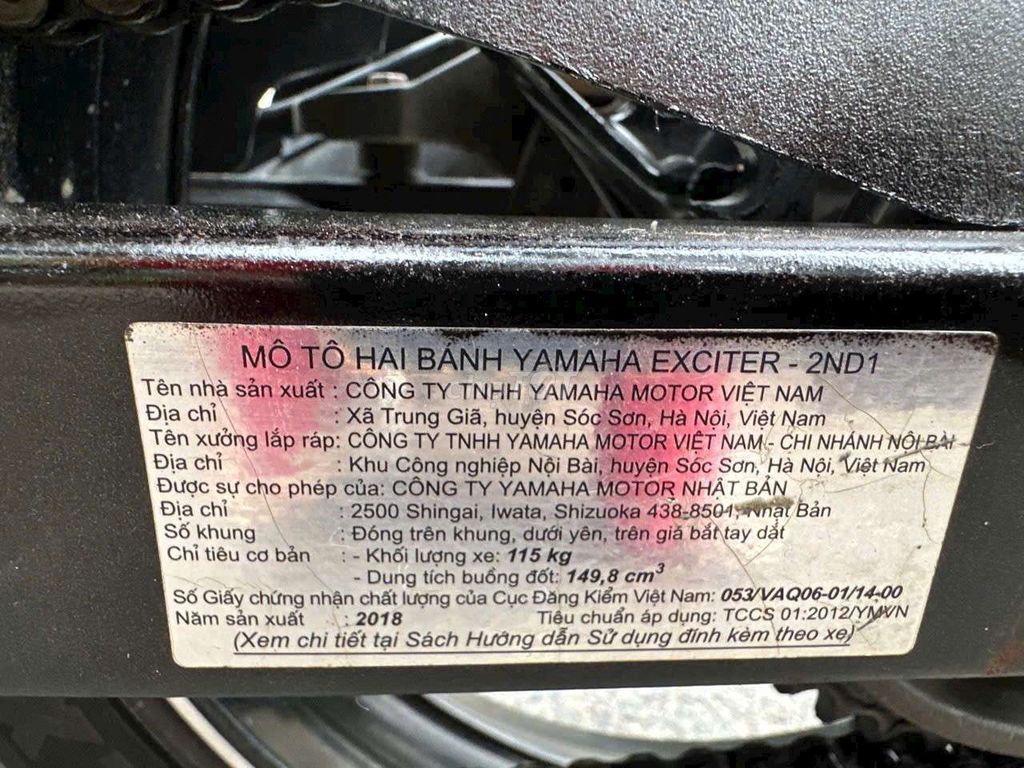 MÔ TÔ HAI BÁNH YAMAHA EXCITER - 2ND1
Tên nhà sản xuất : CÔNG TY TNHH YAMAHA MOTOR VIỆT NAM
Địa chỉ : Xã Trung Giã, huyện Sóc Sơn, Hà Nội, Việt Nam
Tên xưởng lắp ráp: CÔNG TY TNHH YAMAHA MOTOR VIỆT NAM - CHI NHÁNH NỘI BÀI
Địa chỉ : Khu Công nghiệp Nội Bài, huyện Sóc Sơn, Hà Nội, Việt Nam
Được sự cho phép của: CÔNG TY YAMAHA MOTOR NHẬT BẢN
Địa chỉ : 2500 Shingai, Iwata, Shizuoka 438-8501, Nhật Bản
Số khung : Đóng trên khung, dưới yên, trên giá bắt tay dắt
Chỉ tiêu cơ bản : - Khối lượng xe: 115 kg
- Dung tích buồng đốt: 149,8 cm³
Số Giấy chứng nhận chất lượng của Cục Đăng Kiểm Việt Nam: 053/VAQ06-01/14-00
Năm sản xuất : 2018 Tiêu chuẩn áp dụng: TCCS 01:2012/YMVN
(Xem chi tiết tại Sách Hướng dẫn Sử dụng đính kèm theo xe)